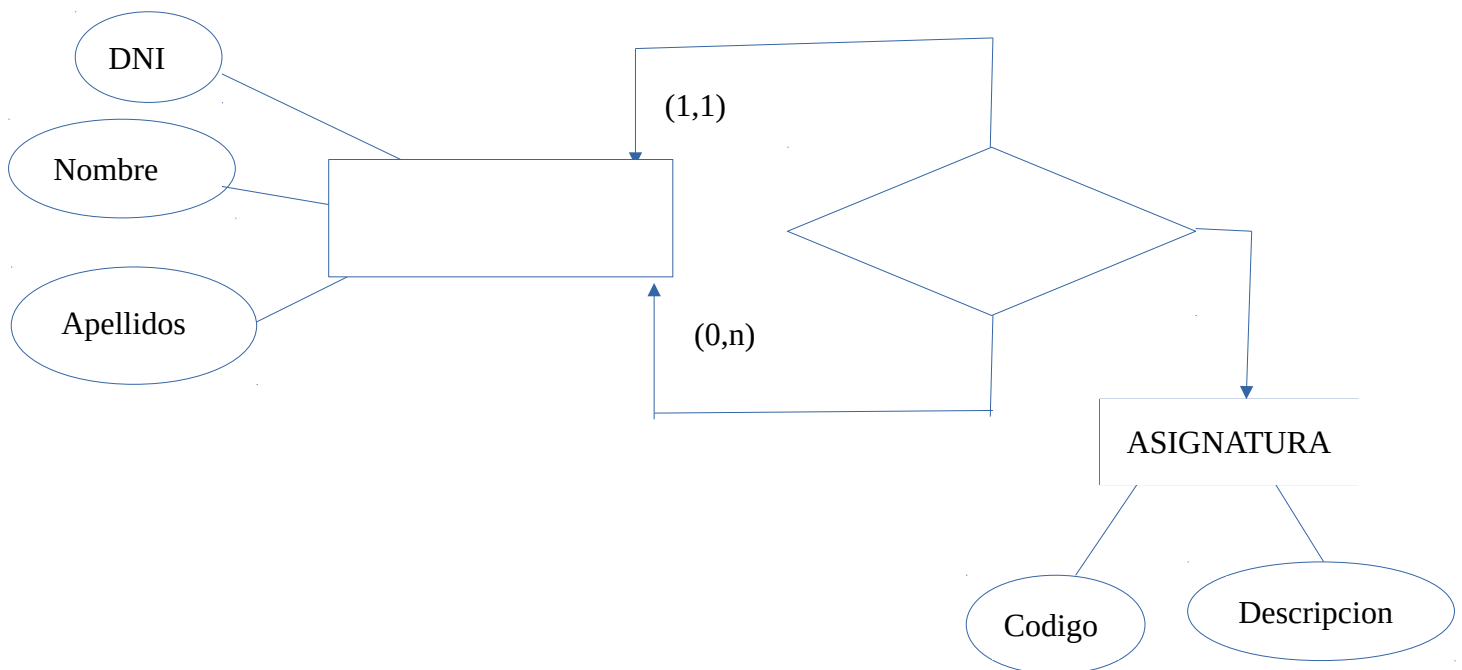 DNI
(1,1)
Nombre
Apellidos
(0,n)
ASIGNATURA
Codigo
Descripcion